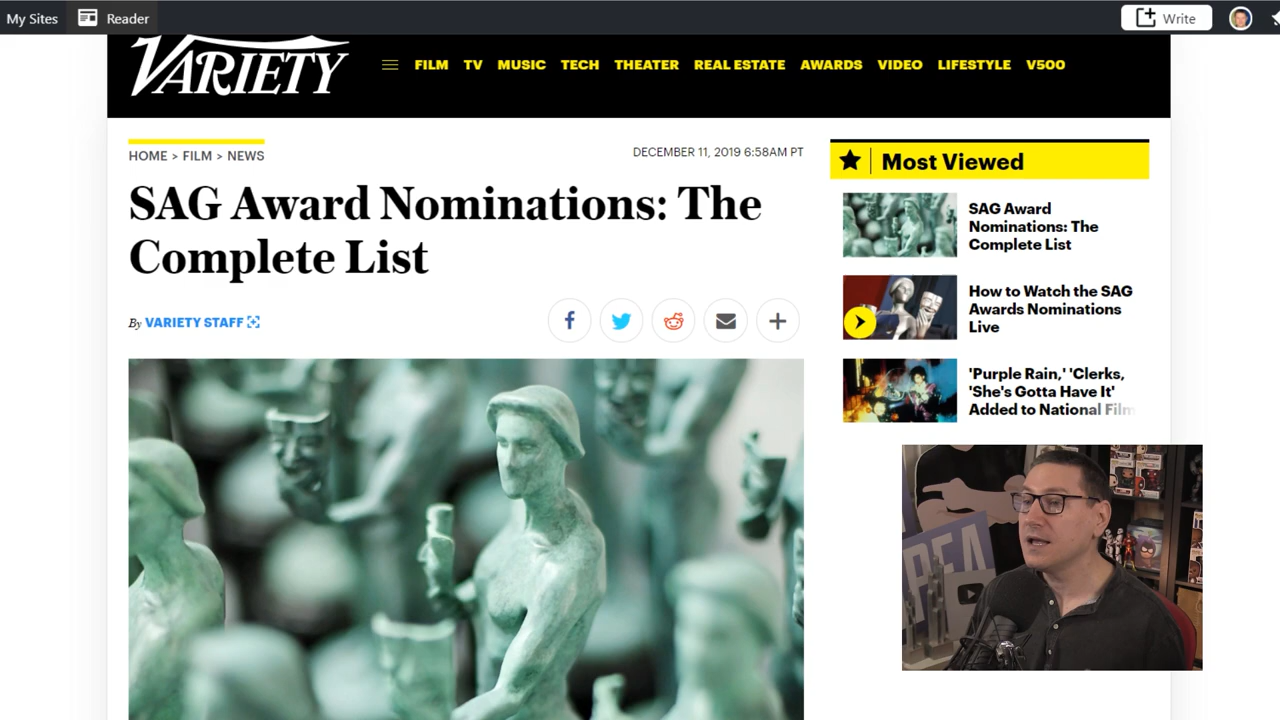 My Sites
Reader
Write
VARIETY
FILM TV MUSIC TECH THEATER REAL ESTATE AWARDS VIDEO LIFESTYLE V500
HOME > FILM > NEWS
DECEMBER 11, 2019 6:58AM PT
SAG Award Nominations: The
Complete List
By VARIETY STAFF
Most Viewed
SAG Award
Nominations: The
Complete List
How to Watch the SAG
Awards Nominations
Live
'Purple Rain,' 'Clerks,
'She's Gotta Have It'
Added to National Film